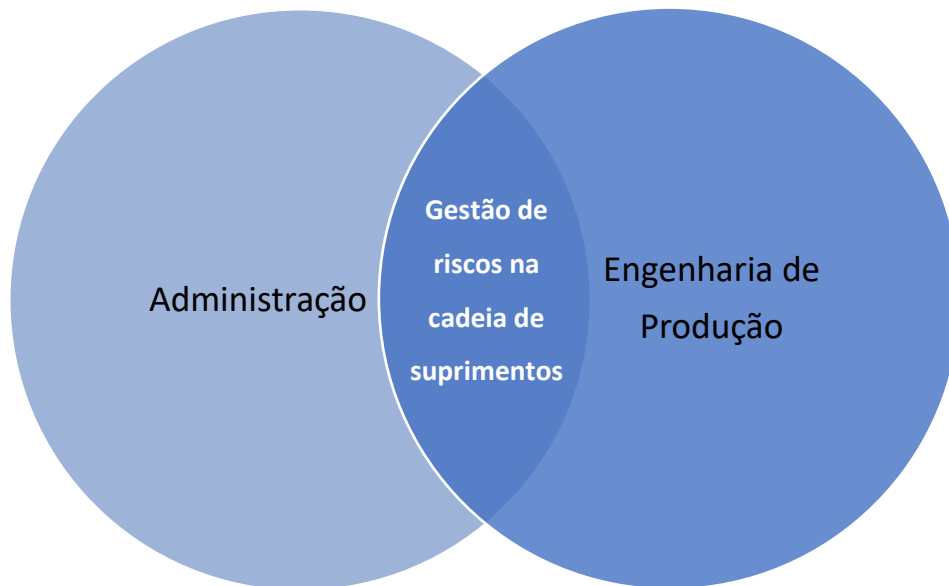 Administração
Gestão de
riscos na
cadeia de
suprimentos
Engenharia de
Produção